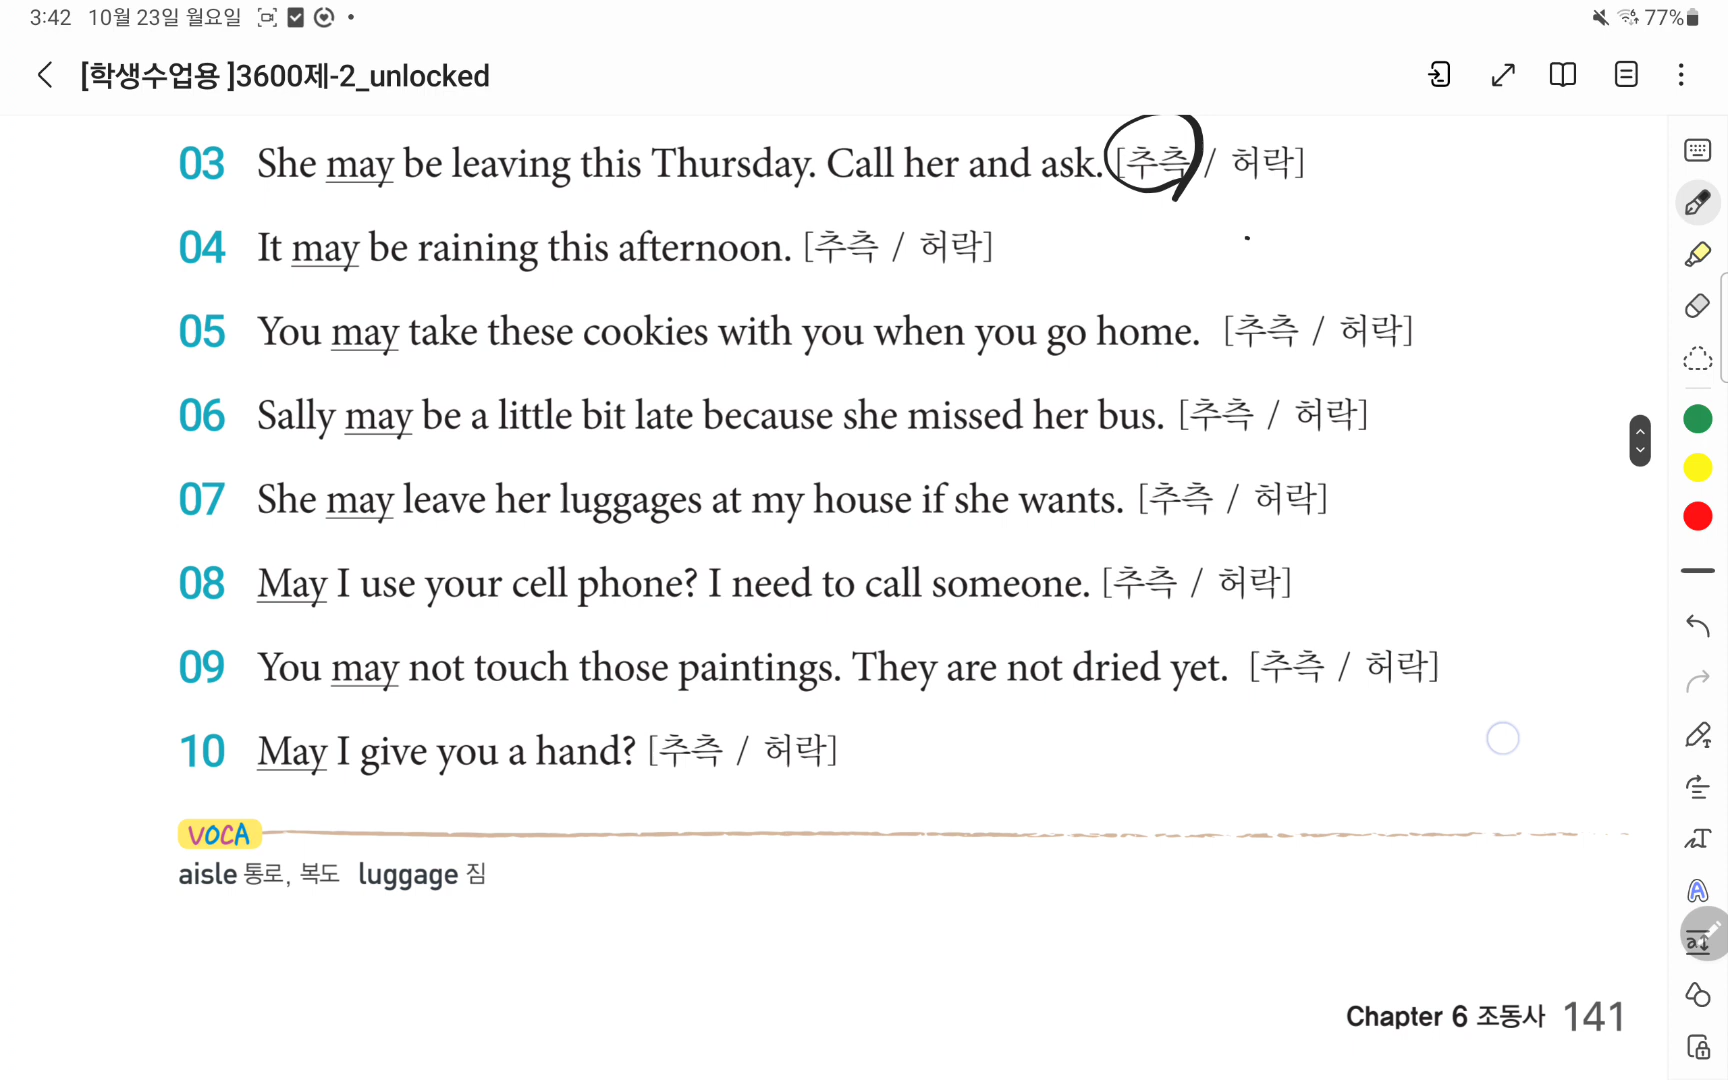 3:42 10월 23일 월요일 77%
[학생수업용 ]3600제-2_unlocked
03 She may be leaving this Thursday. Call her and ask. [추측 / 허락]
04 It may be raining this afternoon. [추측 / 허락]
05 You may take these cookies with you when you go home. [추측 / 허락]
06 Sally may be a little bit late because she missed her bus. [추측 / 허락]
07 She may leave her luggages at my house if she wants. [추측 / 허락]
08 May I use your cell phone? I need to call someone. [추측 / 허락]
09 You may not touch those paintings. They are not dried yet. [추측 / 허락]
10 May I give you a hand? [추측 / 허락]
VOCA
aisle 통로, 복도 luggage 짐
Chapter 6 조동사 141